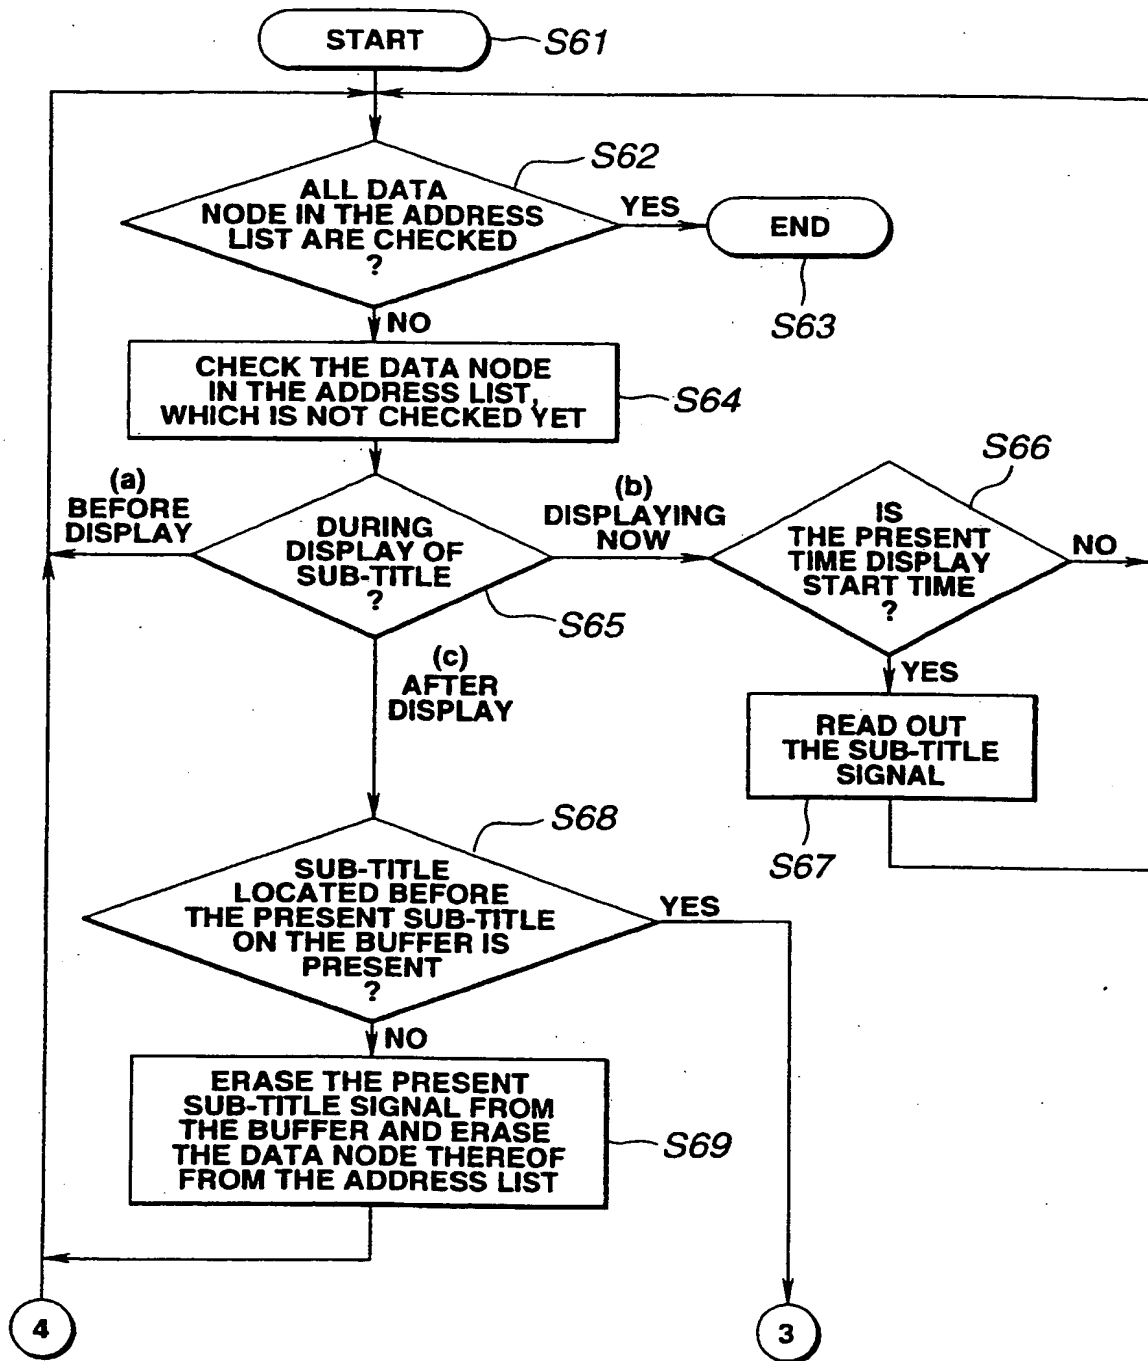 START
S61
S62
ALL DATA
NODE IN THE ADDRESS
LIST ARE CHECKED
?
YES
END
S63
NO
CHECK THE DATA NODE
IN THE ADDRESS LIST,
WHICH IS NOT CHECKED YET
S64
(a)
BEFORE
DISPLAY
DURING
DISPLAY OF
SUB-TITLE
?
S65
(b)
DISPLAYING
NOW
S66
IS
THE PRESENT
TIME DISPLAY
START TIME
?
NO
YES
READ OUT
THE SUB-TITLE
SIGNAL
S67
(c)
AFTER
DISPLAY
S68
SUB-TITLE
LOCATED BEFORE
THE PRESENT SUB-TITLE
ON THE BUFFER IS
PRESENT
?
YES
NO
ERASE THE PRESENT
SUB-TITLE SIGNAL FROM
THE BUFFER AND ERASE
THE DATA NODE THEREOF
FROM THE ADDRESS LIST
S69
4
3